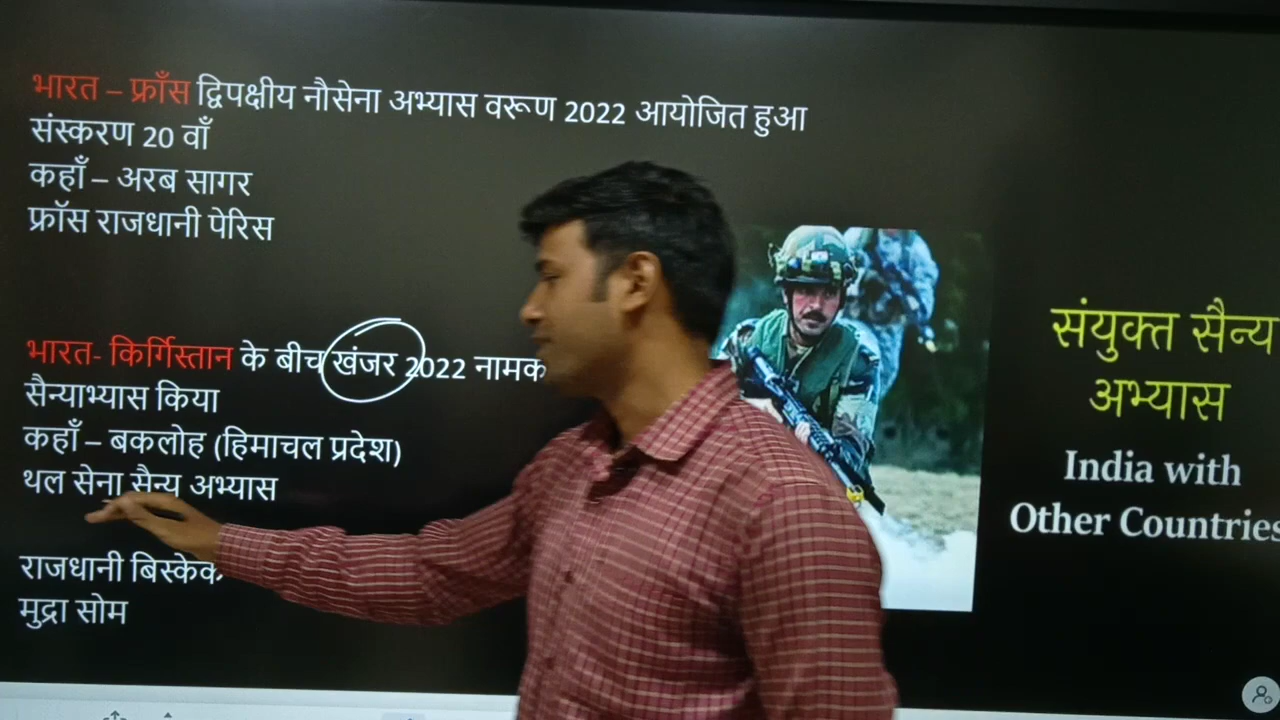 भारत – फ्राँस द्विपक्षीय नौसेना अभ्यास वरूण 2022 आयोजित हुआ
संस्करण 20 वाँ
कहाँ – अरब सागर
फ्रॉस राजधानी पेरिस
भारत- किर्गिस्तान के बीच खंजर 2022 नामक
सैन्याभ्यास किया
कहाँ – बकलोह (हिमाचल प्रदेश)
थल सेना सैन्य अभ्यास
राजधानी बिस्केक
मुद्रा सोम
संयुक्त सैन्य
अभ्यास
India with
Other Countries